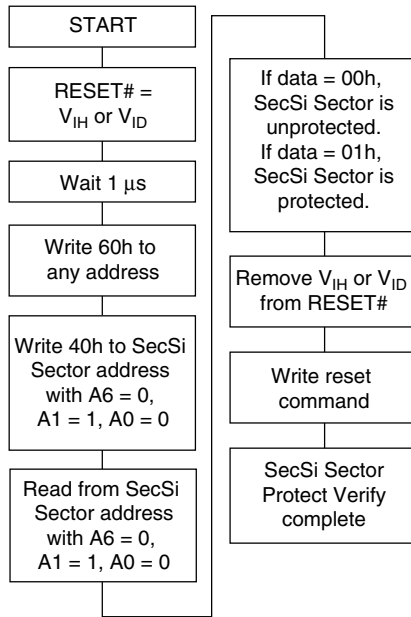 START
RESET# =
V_IH or V_ID
Wait 1 μs
Write 60h to
any address
Write 40h to SecSi
Sector address
with A6 = 0,
A1 = 1, A0 = 0
Read from SecSi
Sector address
with A6 = 0,
A1 = 1, A0 = 0
If data = 00h,
SecSi Sector is
unprotected.
If data = 01h,
SecSi Sector is
protected.
Remove V_IH or V_ID
from RESET#
Write reset
command
SecSi Sector
Protect Verify
complete